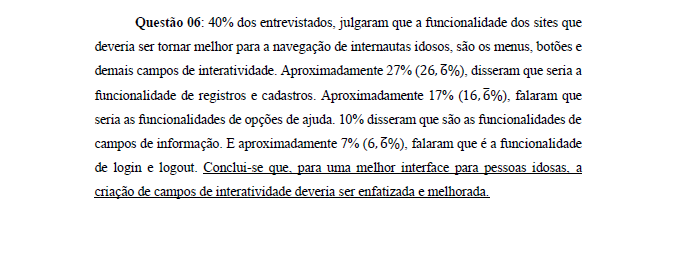 Questão 06: 40% dos entrevistados, julgaram que a funcionalidade dos sites que
deveria ser tornar melhor para a navegação de internautas idosos, são os menus, botões e
demais campos de interatividade. Aproximadamente 27% (26, 6̅%), disseram que seria a
funcionalidade de registros e cadastros. Aproximadamente 17% (16, 6̅%), falaram que
seria as funcionalidades de opções de ajuda. 10% disseram que são as funcionalidades de
campos de informação. E aproximadamente 7% (6, 6̅%), falaram que é a funcionalidade
de login e logout. Conclui-se que, para uma melhor interface para pessoas idosas, a
criação de campos de interatividade deveria ser enfatizada e melhorada.